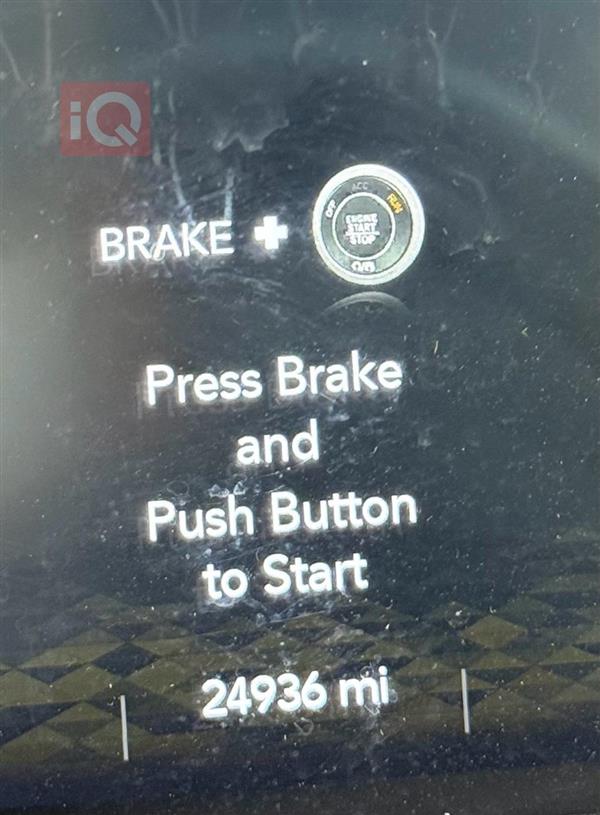 iQ
BRAKE +
OFF ACC RUN
ENGINE
START
STOP
Press Brake
and
Push Button
to Start
24936 mi